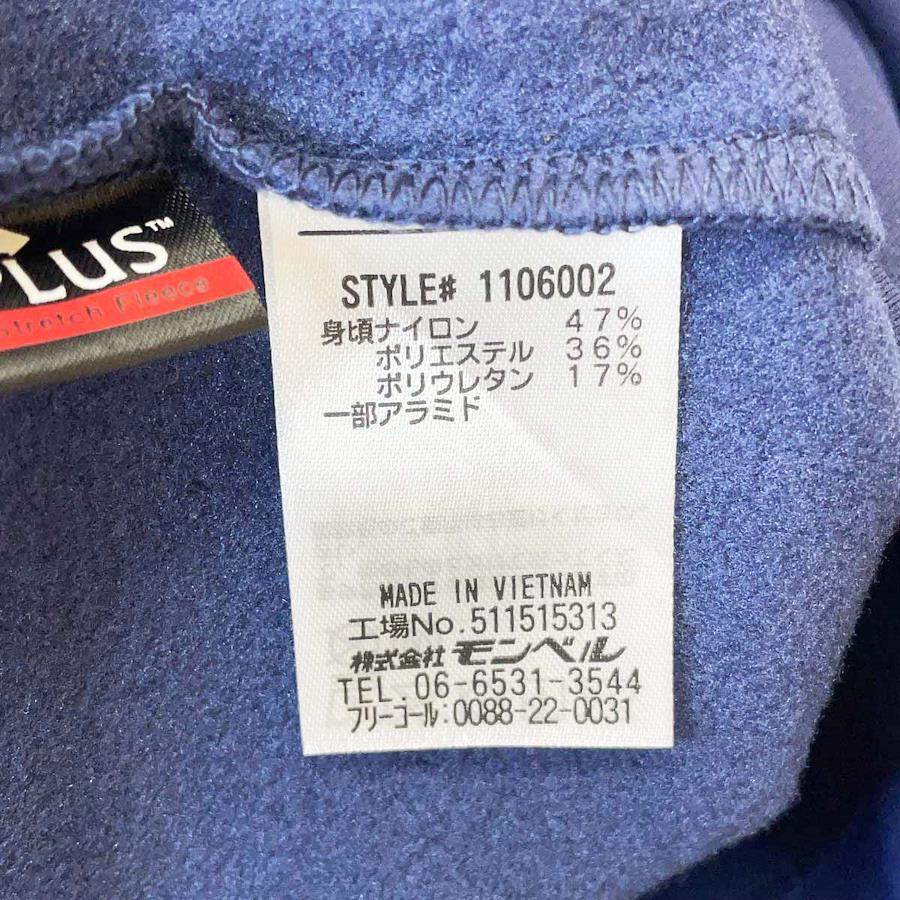 PLUS™
Stretch Fleece
STYLE# 1106002
身頃ナイロン 47%
ポリエステル 36%
ポリウレタン 17%
一部アラミド
MADE IN VIETNAM
工場No.511515313
株式会社 モンベル
TEL.06-6531-3544
フリーコール:0088-22-0031